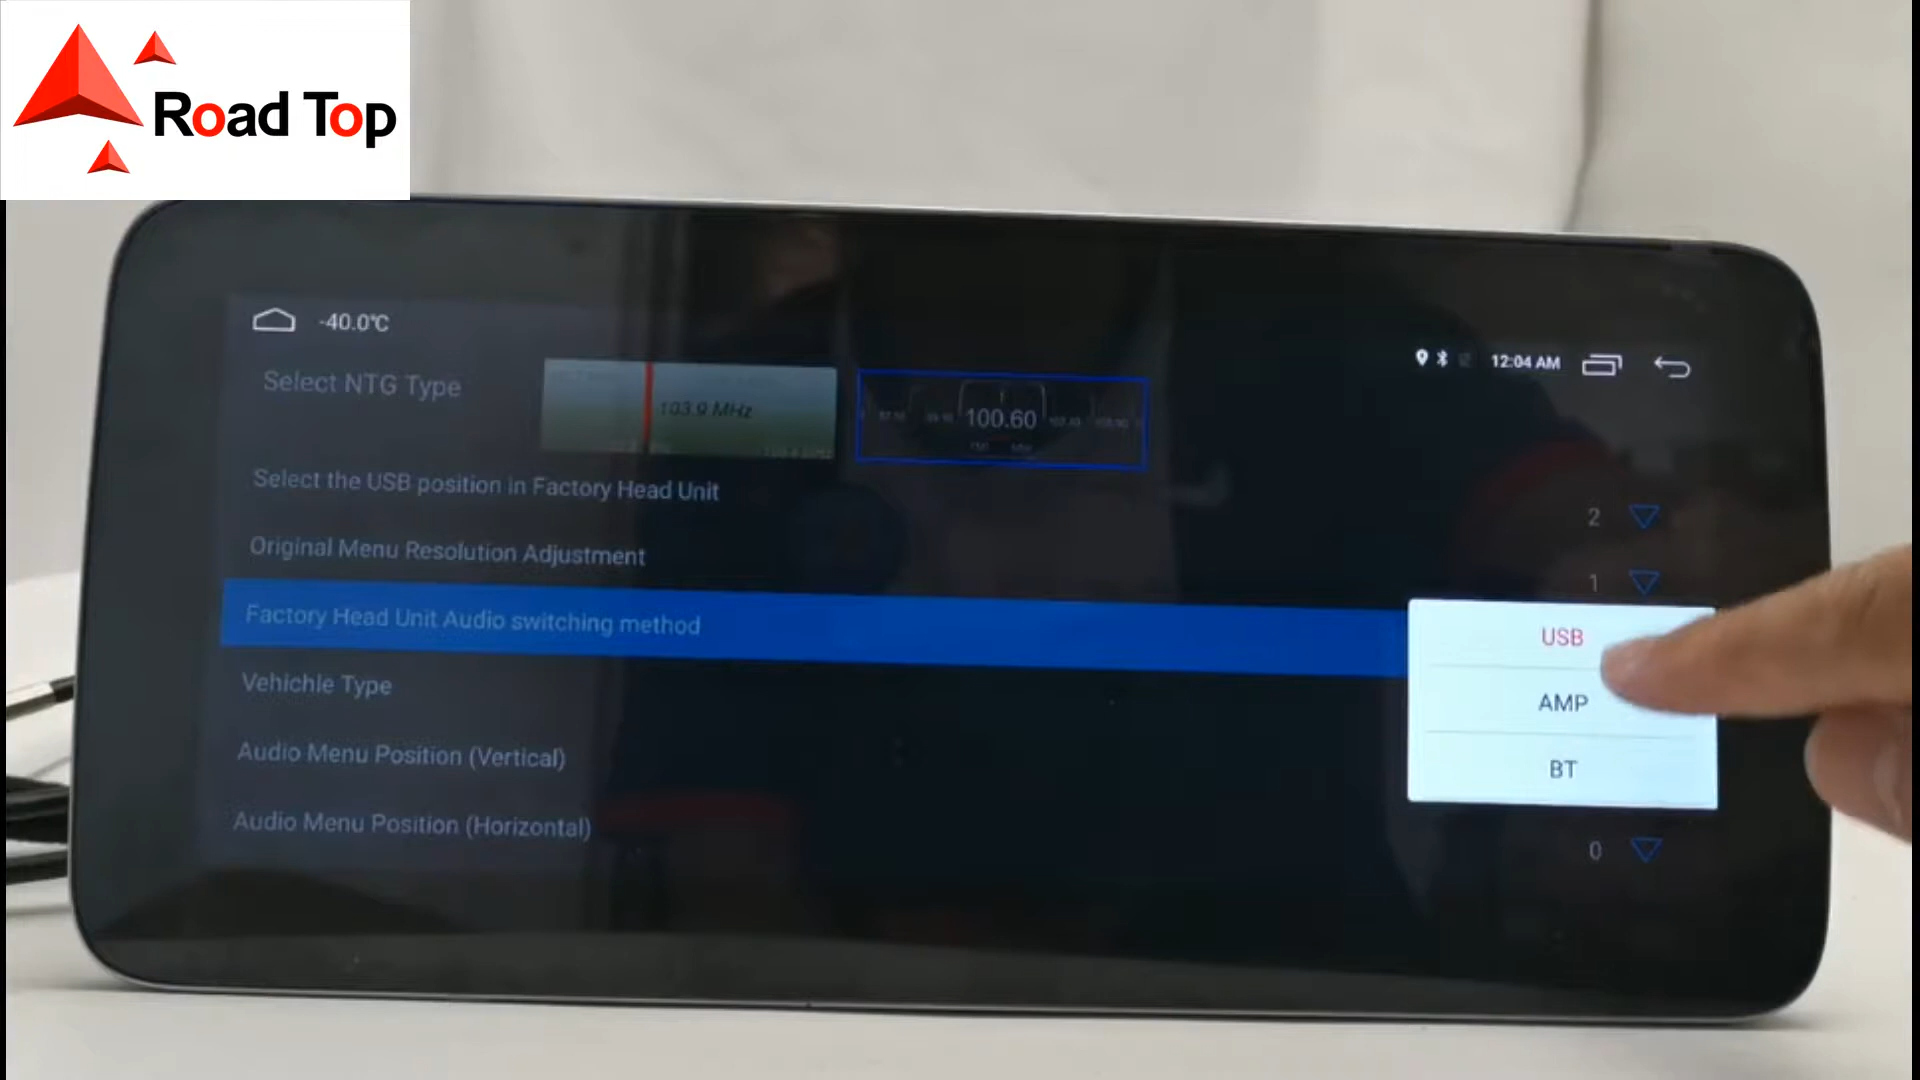 Road Top
-40.0°C
12:04 AM
Select NTG Type
103.9 MHz
100.60
Select the USB position in Factory Head Unit
2
Original Menu Resolution Adjustment
1
Factory Head Unit Audio switching method
USB
Vehichle Type
AMP
Audio Menu Position (Vertical)
BT
Audio Menu Position (Horizontal)
0